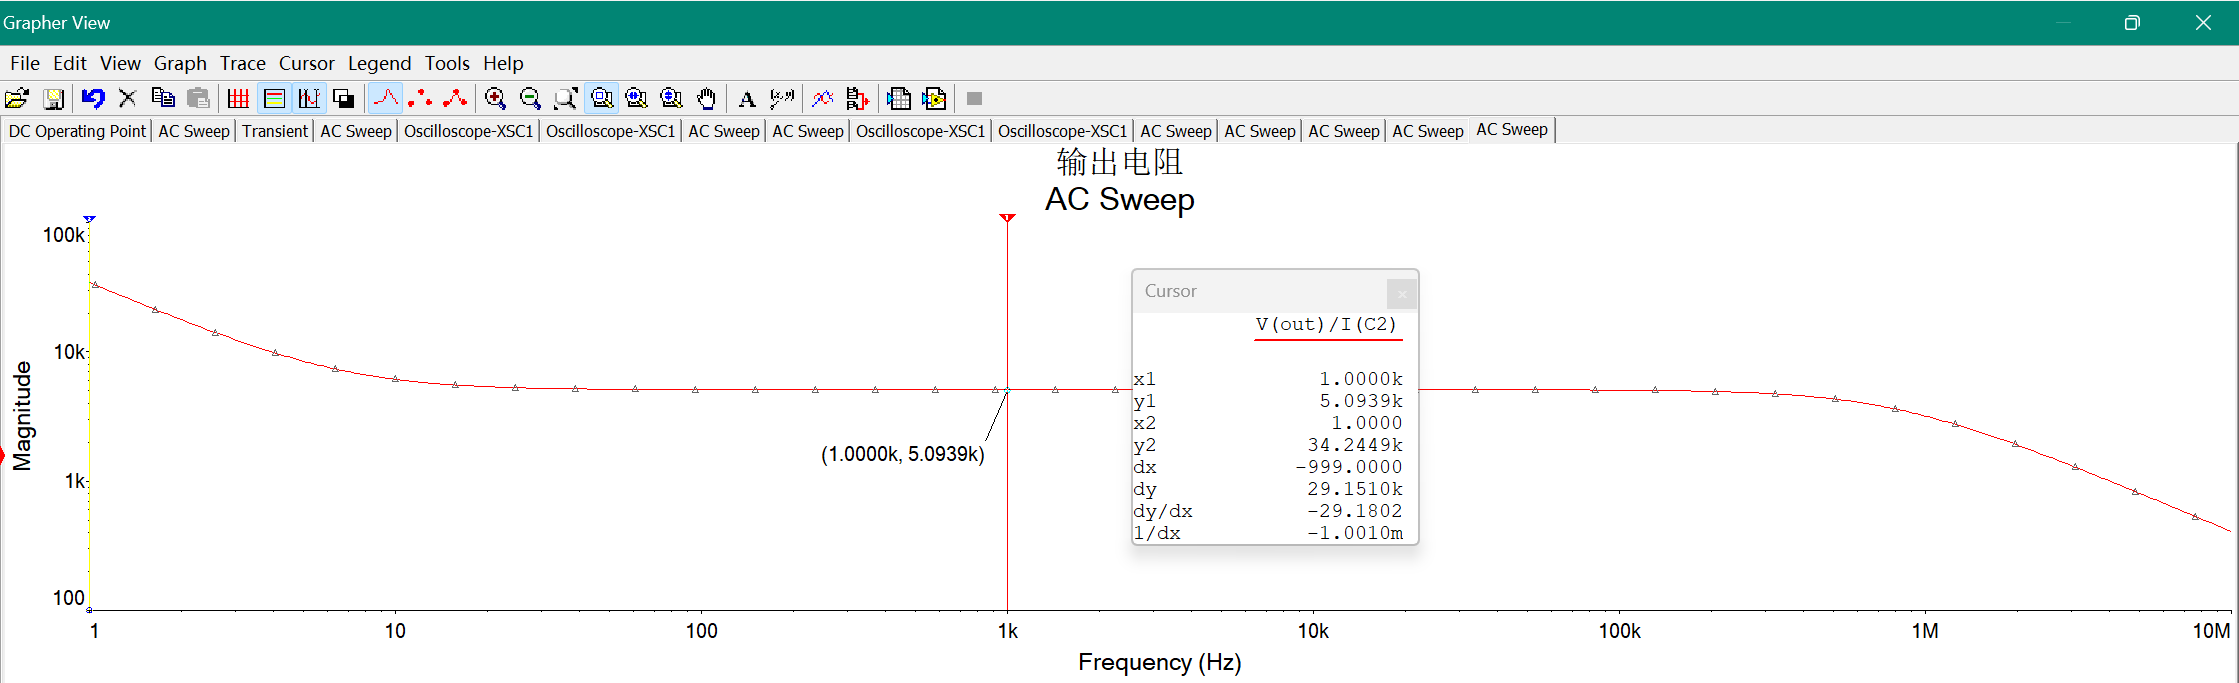 Grapher View
File Edit View Graph Trace Cursor Legend Tools Help
DC Operating Point AC Sweep Transient AC Sweep Oscilloscope-XSC1 Oscilloscope-XSC1 AC Sweep AC Sweep Oscilloscope-XSC1 Oscilloscope-XSC1 AC Sweep AC Sweep AC Sweep AC Sweep AC Sweep
输出电阻
AC Sweep
100k
10k
1k
100
Magnitude
(1.0000k, 5.0939k)
Cursor
V(out)/I(C2)
x1 1.0000k
y1 5.0939k
x2 1.0000
y2 34.2449k
dx -999.0000
dy 29.1510k
dy/dx -29.1802
1/dx -1.0010m
1 10 100 1k 10k 100k 1M 10M
Frequency (Hz)